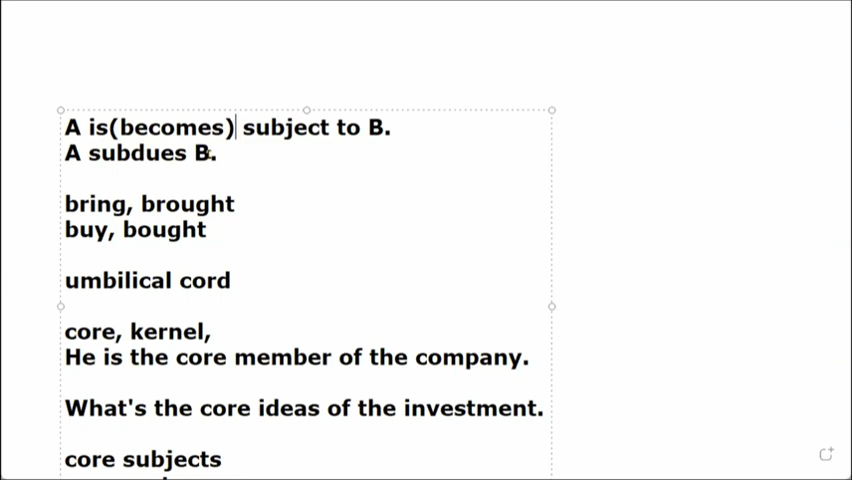 A is(becomes) subject to B.
A subdues B.
bring, brought
buy, bought
umbilical cord
core, kernel,
He is the core member of the company.
What's the core ideas of the investment.
core subjects